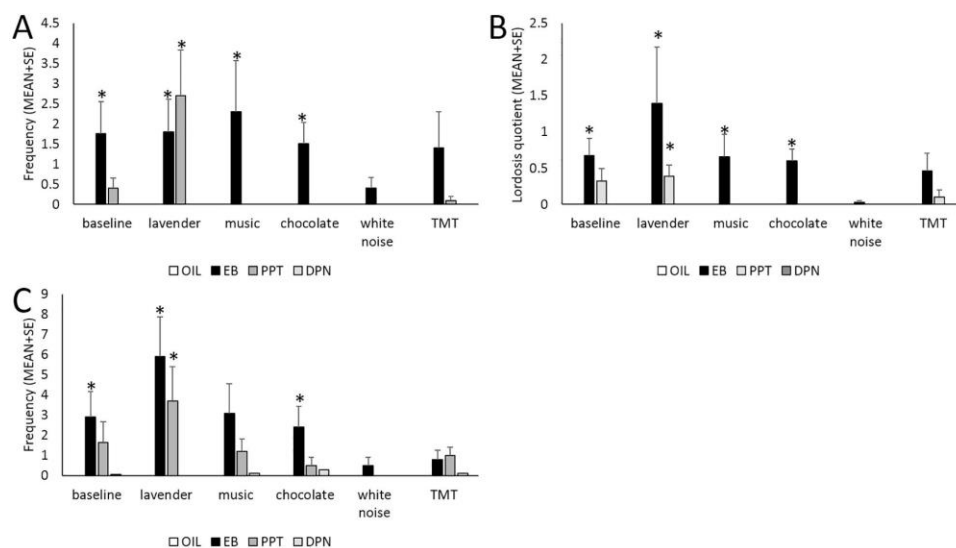 A
Frequency (MEAN+SE)
4.5
4
3.5
3
2.5
2
1.5
1
0.5
0
* * * * *
baseline lavender music chocolate white noise TMT
OIL EB PPT DPN
B
Lordosis quotient (MEAN+SE)
2.5
2
1.5
1
0.5
0
* * * * *
baseline lavender music chocolate white noise TMT
OIL EB PPT DPN
C
Frequency (MEAN+SE)
9
8
7
6
5
4
3
2
1
0
* * * *
baseline lavender music chocolate white noise TMT
OIL EB PPT DPN